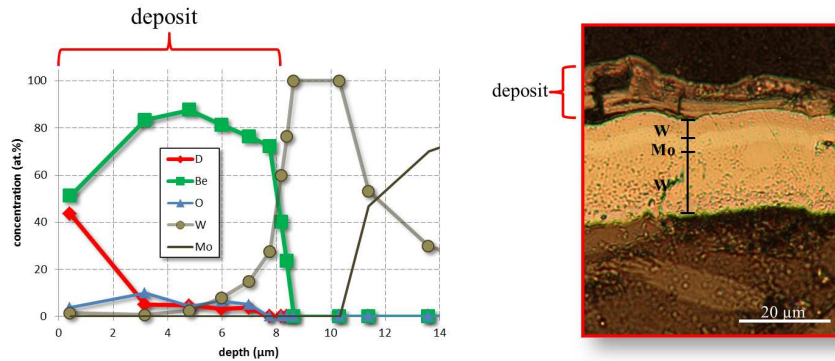 deposit
100
80
60
40
20
0
concentration (at.%)
D
Be
O
W
Mo
0 2 4 6 8 10 12 14
depth (µm)
deposit
W
Mo
W
20 µm